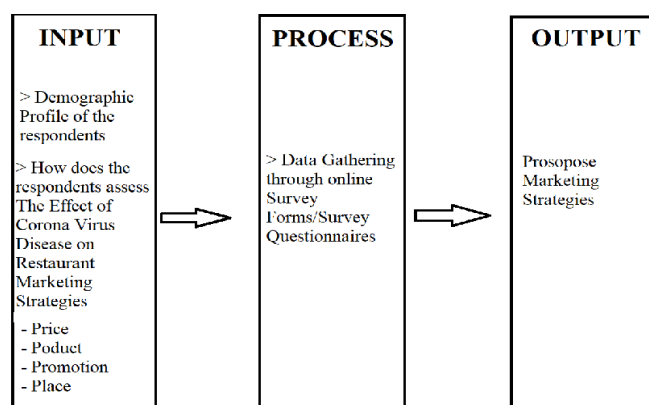 INPUT
> Demographic
Profile of the
respondents
> How does the
respondents assess
The Effect of
Corona Virus
Disease on
Restaurant
Marketing
Strategies
- Price
- Poduct
- Promotion
- Place
PROCESS
> Data Gathering
through online
Survey
Forms/Survey
Questionnaires
OUTPUT
Prosopose
Marketing
Strategies